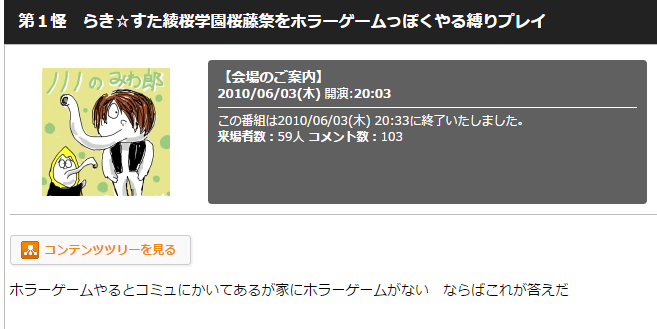 第１怪　らき☆すた綾桜学園桜藤祭をホラーゲームっぽくやる縛りプレイ
ノノノの みわ郎
【会場のご案内】
2010/06/03(木) 開演:20:03
この番組は2010/06/03(木) 20:33に終了いたしました。
来場者数：59人 コメント数：103
コンテンツツリーを見る
ホラーゲームやるとコミュにかいてあるが家にホラーゲームがない　ならばこれが答えだ